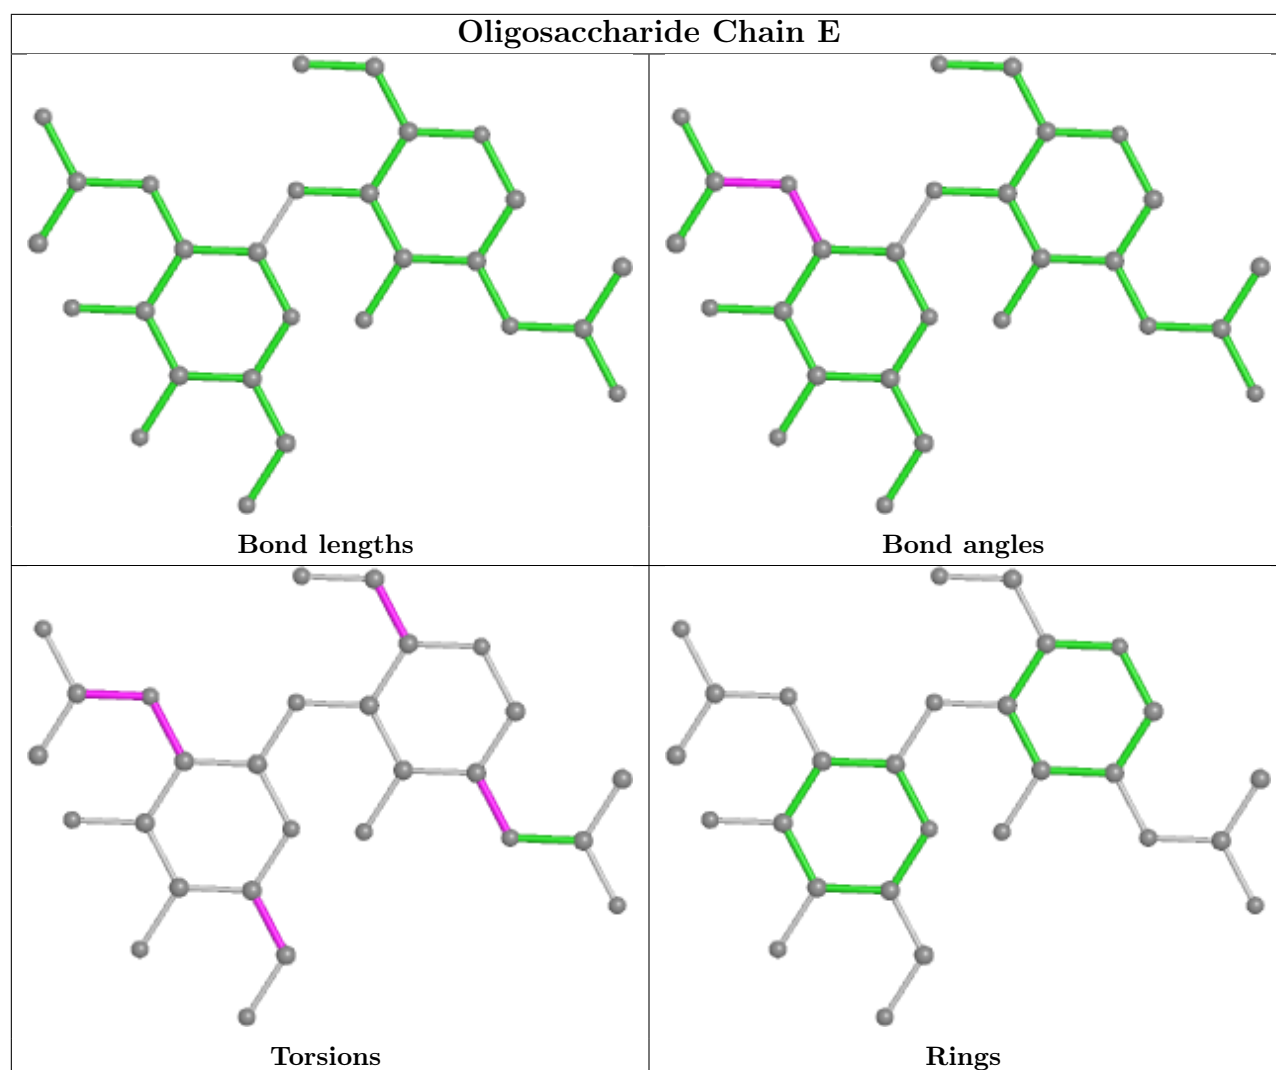 Oligosaccharide Chain E
Bond lengths
Bond angles
Torsions
Rings